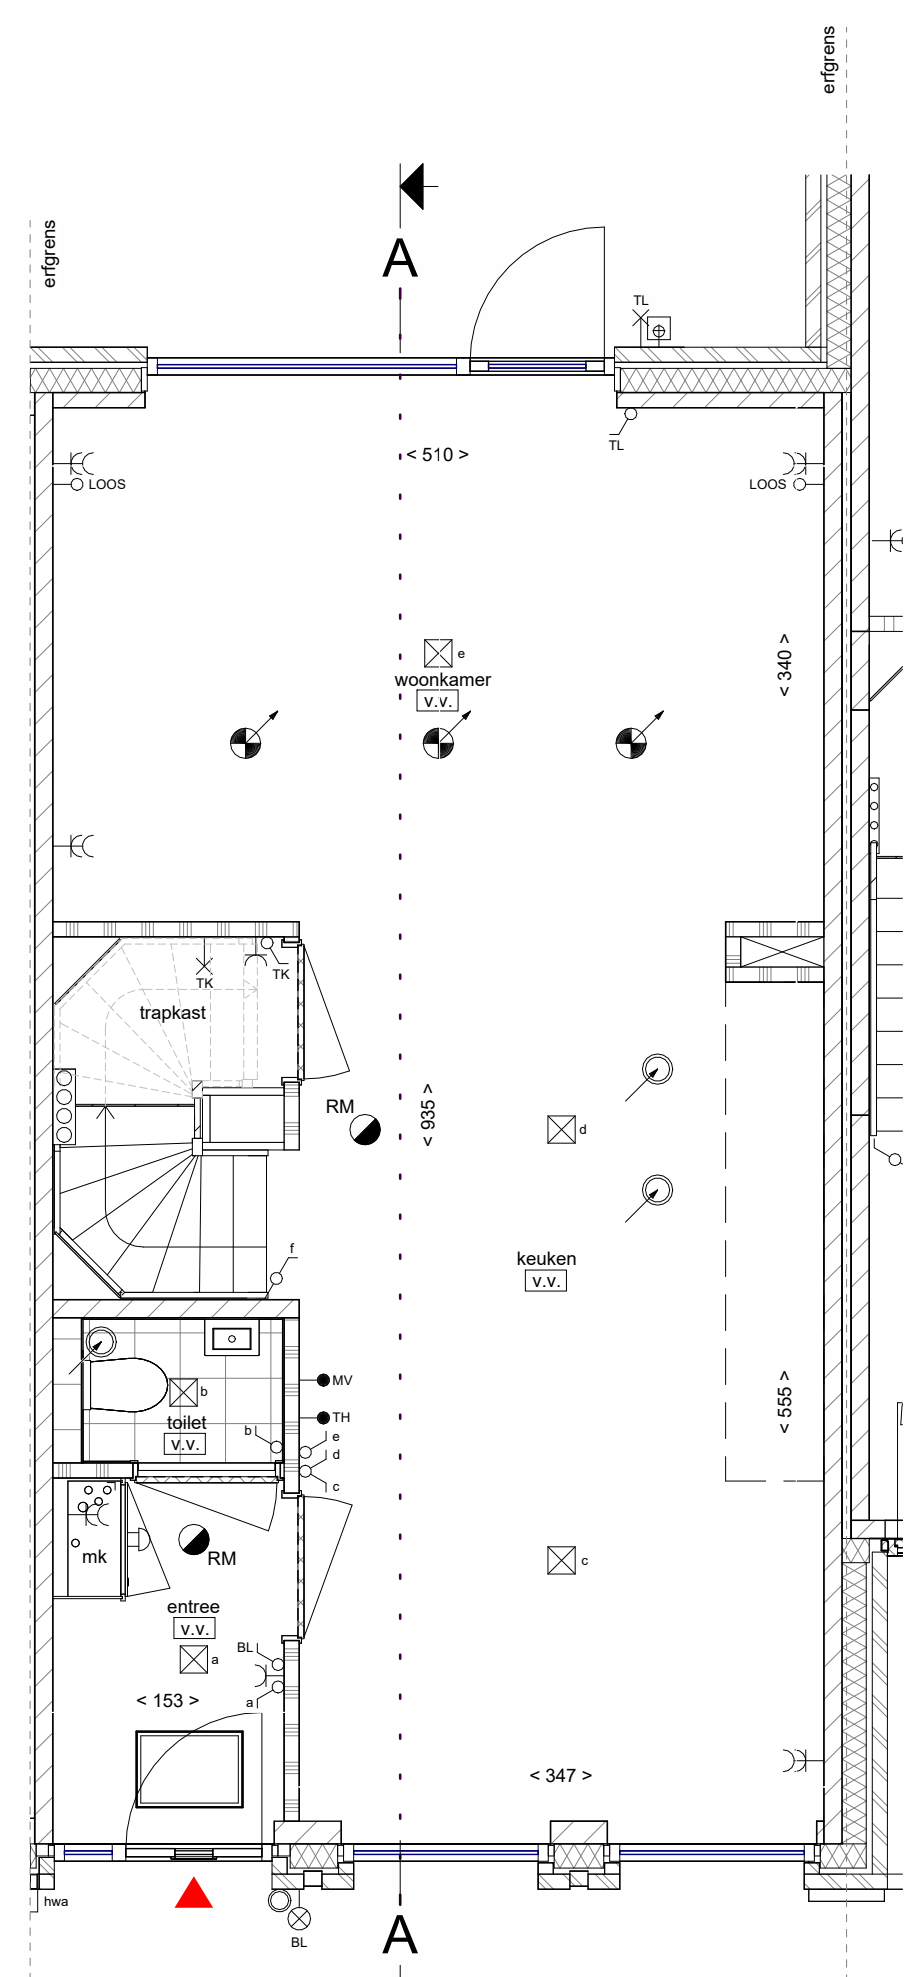 erfgrens
erfgrens
A
TL
TL
< 510 >
LOOS
LOOS
< 340 >
e
woonkamer
v.v.
TK
TK
trapkast
RM
< 935 >
d
keuken
v.v.
f
b
toilet
v.v.
b
MV
TH
e
d
c
< 555 >
mk
RM
c
entree
v.v.
a
BL
a
< 153 >
< 347 >
hwa
BL
A